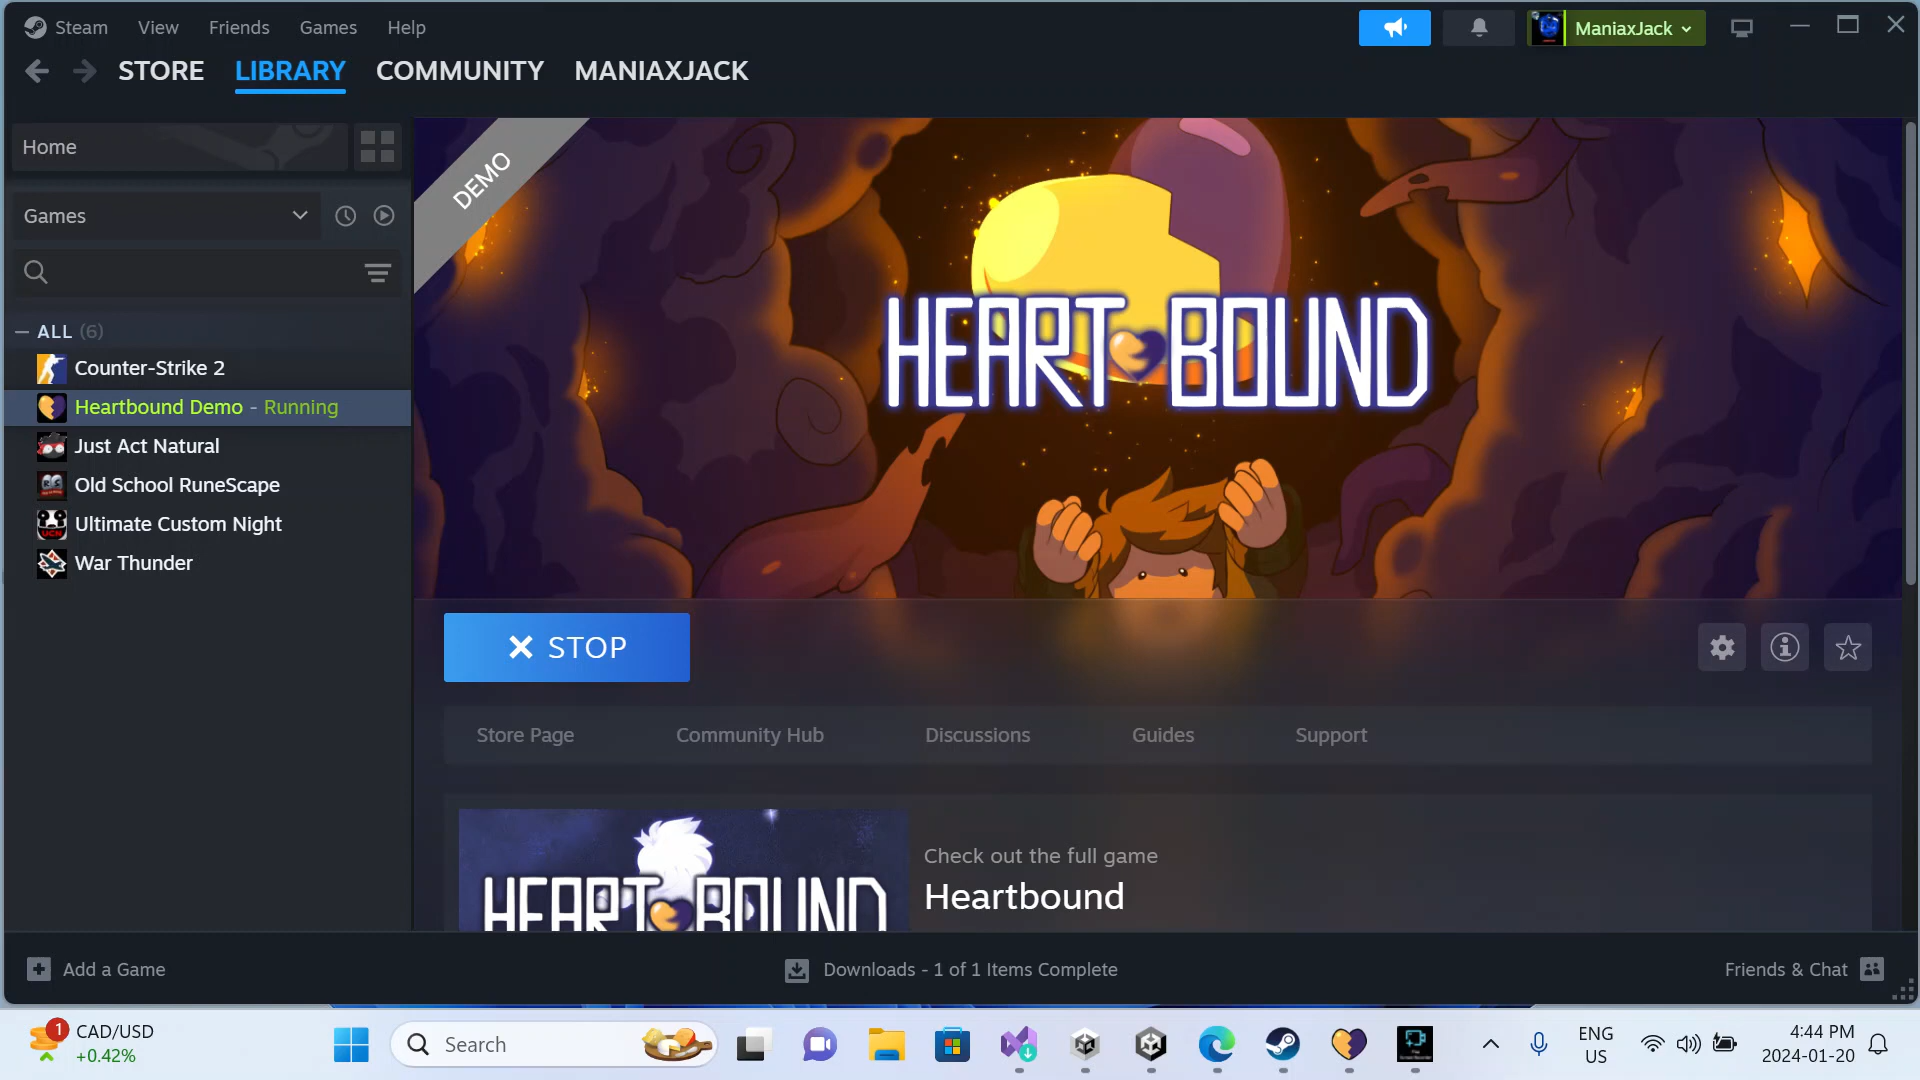 Steam View Friends Games Help
ManiaxJack
STORE LIBRARY COMMUNITY MANIAXJACK
Home
Games
ALL (6)
Counter-Strike 2
Heartbound Demo - Running
Just Act Natural
Old School RuneScape
Ultimate Custom Night
UCN
War Thunder
DEMO
HEARTBOUND
STOP
Store Page Community Hub Discussions Guides Support
HEARTBOUND
Check out the full game
Heartbound
Add a Game
Downloads - 1 of 1 Items Complete
Friends & Chat
1
CAD/USD
+0.42%
Search
ENG
US
4:44 PM
2024-01-20